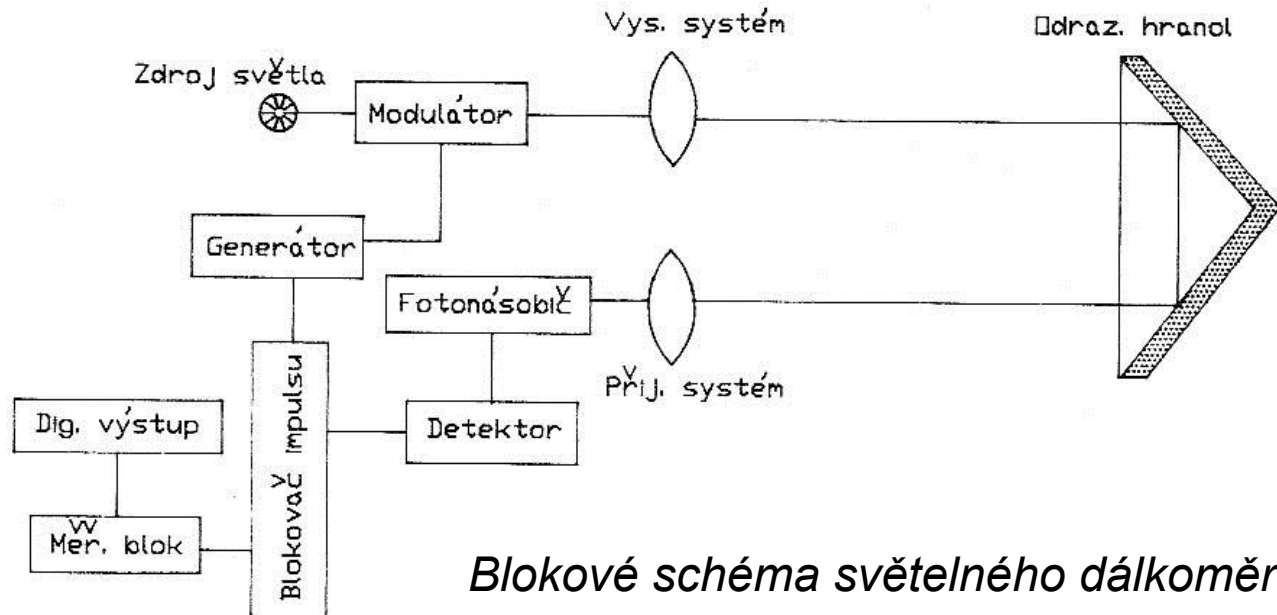 Vys. systém
Odraz. hranol
Zdroj světla
Modulátor
Generátor
Fotonásobič
Přij. systém
Dig. výstup
Detektor
Blokovač impulsu
Měř. blok
Blokové schéma světelného dálkoměr